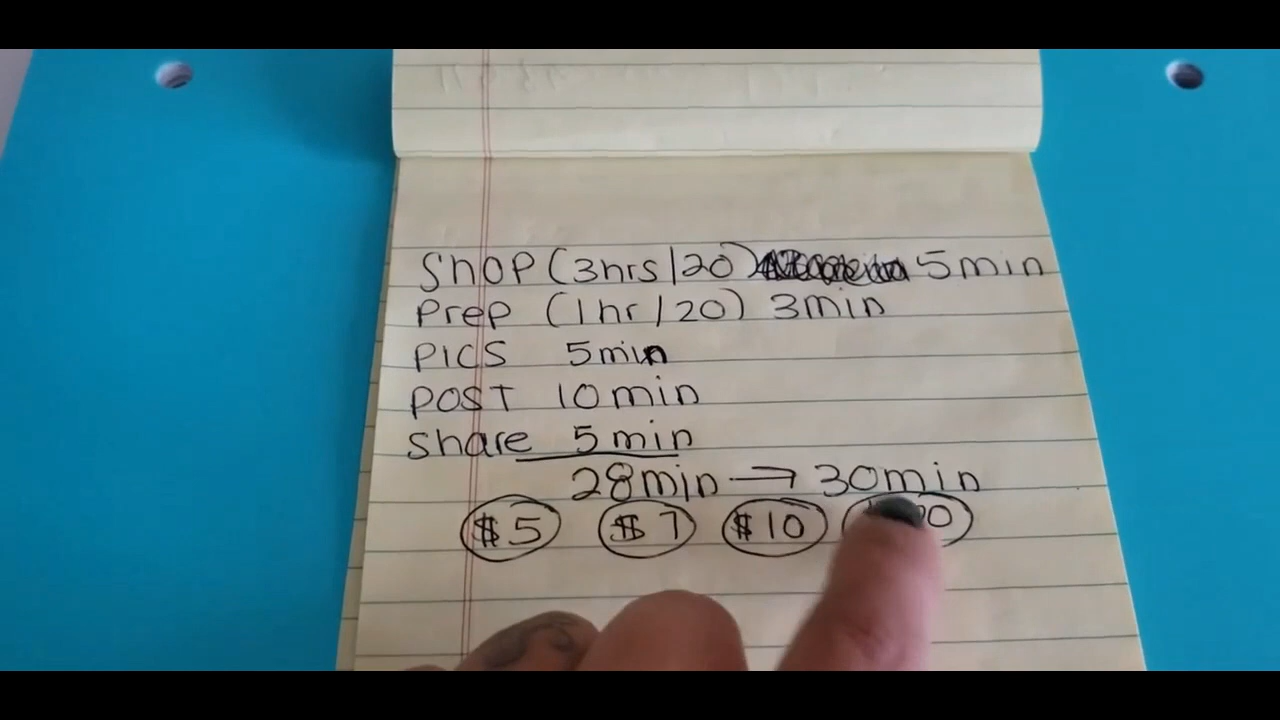 Shop (3hrs/20) 5min
Prep (1hr/20) 3min
PICS 5min
POST 10min
Share 5min
28min → 30min
$5 $7 $10